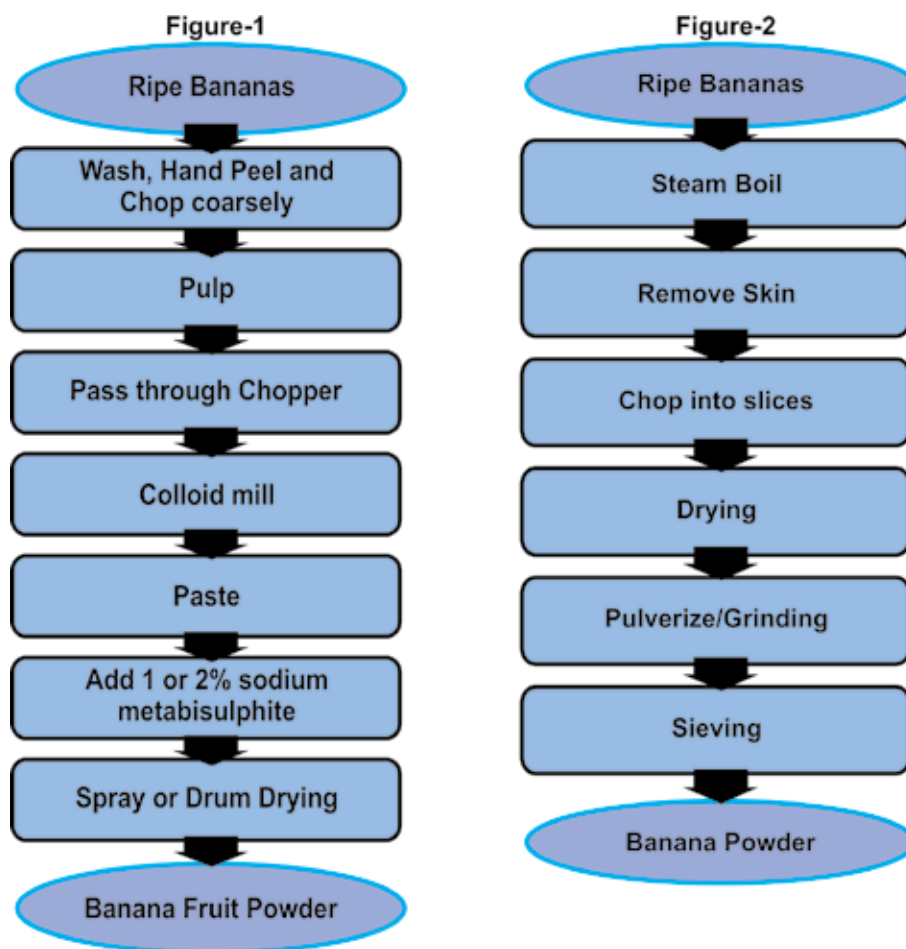 Figure-1
Ripe Bananas
Wash, Hand Peel and
Chop coarsely
Pulp
Pass through Chopper
Colloid mill
Paste
Add 1 or 2% sodium
metabisulphite
Spray or Drum Drying
Banana Fruit Powder
Figure-2
Ripe Bananas
Steam Boil
Remove Skin
Chop into slices
Drying
Pulverize/Grinding
Sieving
Banana Powder